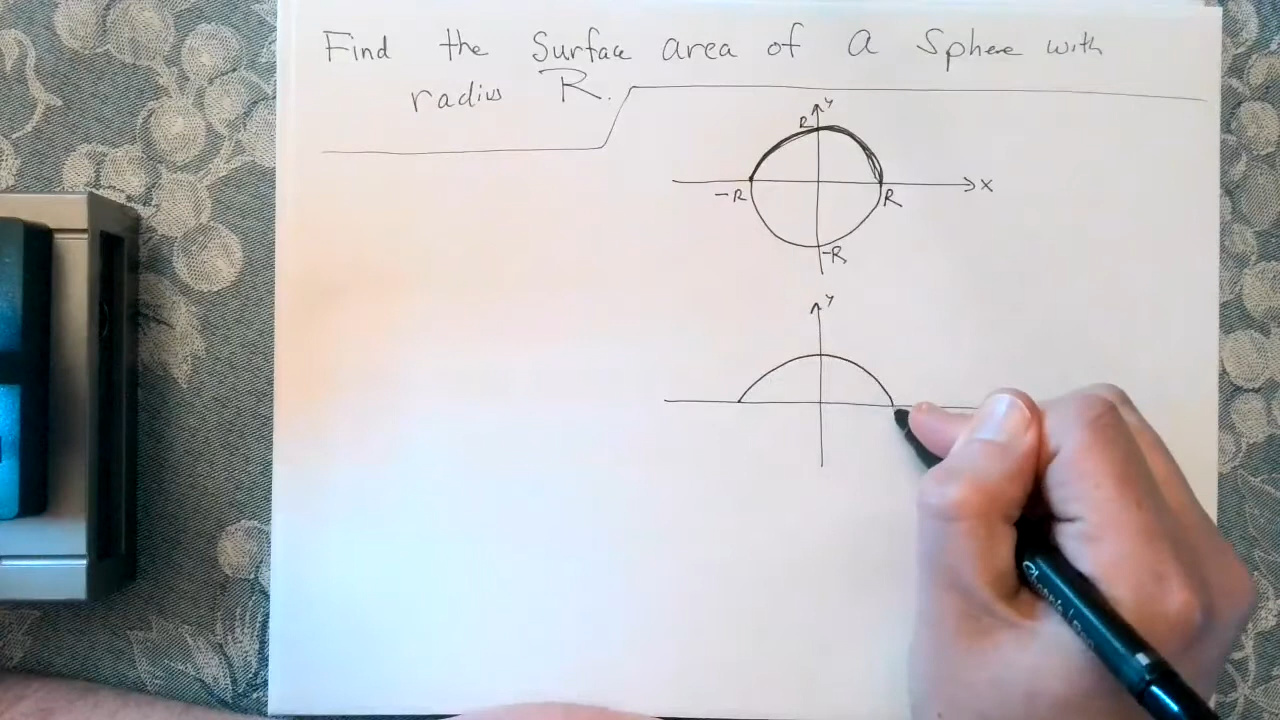 Find the Surface area of a Sphere with
radius R.
y
R
-R
R
x
-R
y